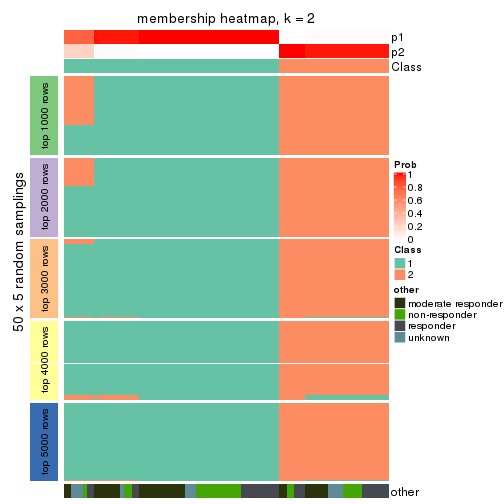 membership heatmap, k = 2
p1
p2
Class
50 x 5 random samplings
top 1000 rows
top 2000 rows
top 3000 rows
top 4000 rows
top 5000 rows
Prob
1
0.8
0.6
0.4
0.2
0
Class
1
2
other
moderate responder
non-responder
responder
unknown
other